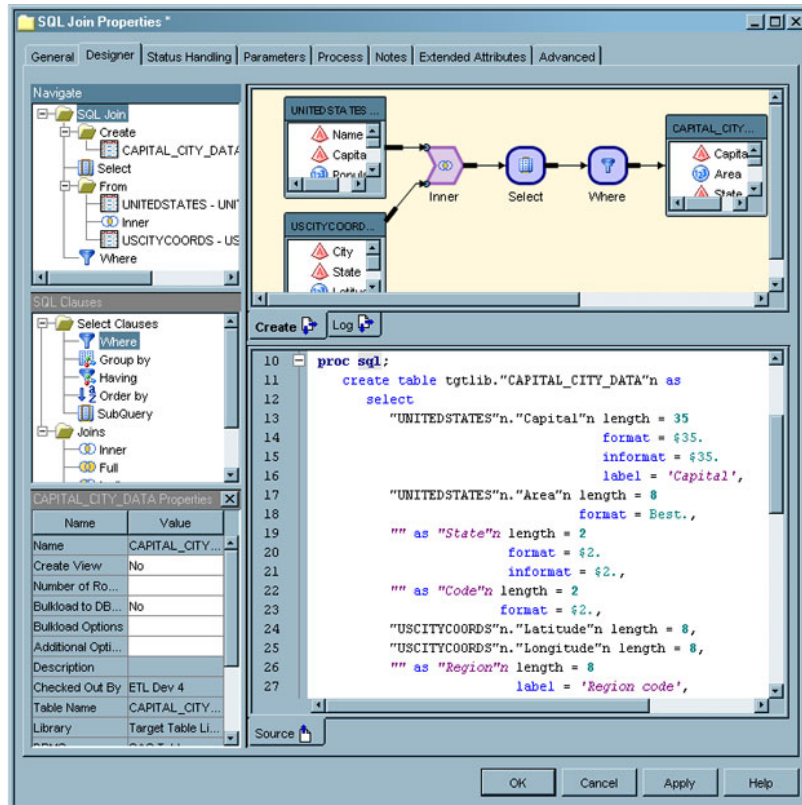 SQL Join Properties *
General Designer Status Handling Parameters Process Notes Extended Attributes Advanced
Navigate
SQL Join
Create
CAPITAL_CITY_DATA
Select
From
UNITEDSTATES - UNI
Inner
USCITYCOORDS - US
Where
SQL Clauses
Select Clauses
Where
Group by
Having
Order by
SubQuery
Joins
Inner
Full
CAPITAL_CITY_DATA Properties
Name Value
Name CAPITAL_CITY...
Create View No
Number of Ro...
Bulkload to DB... No
Bulkload Options
Additional Opti...
Description
Checked Out By ETL Dev 4
Table Name CAPITAL_CITY...
Library Target Table Li...
UNITEDSTATES ...
Name
Capita
Popul
USCITYCOORD...
City
State
Latitud
Inner
Select
Where
CAPITAL_CITY...
Capita
Area
State
Create Log
10 proc sql;
11 create table tgtlib."CAPITAL_CITY_DATA"n as
12 select
13 "UNITEDSTATES"n."Capital"n length = 35
14 format = $35.
15 informat = $35.
16 label = 'Capital',
17 "UNITEDSTATES"n."Area"n length = 8
18 format = Best.,
19 "" as "State"n length = 2
20 format = $2.
21 informat = $2.,
22 "" as "Code"n length = 2
23 format = $2.,
24 "USCITYCOORDS"n."Latitude"n length = 8,
25 "USCITYCOORDS"n."Longitude"n length = 8,
26 "" as "Region"n length = 8
27 label = 'Region code',
Source
OK Cancel Apply Help